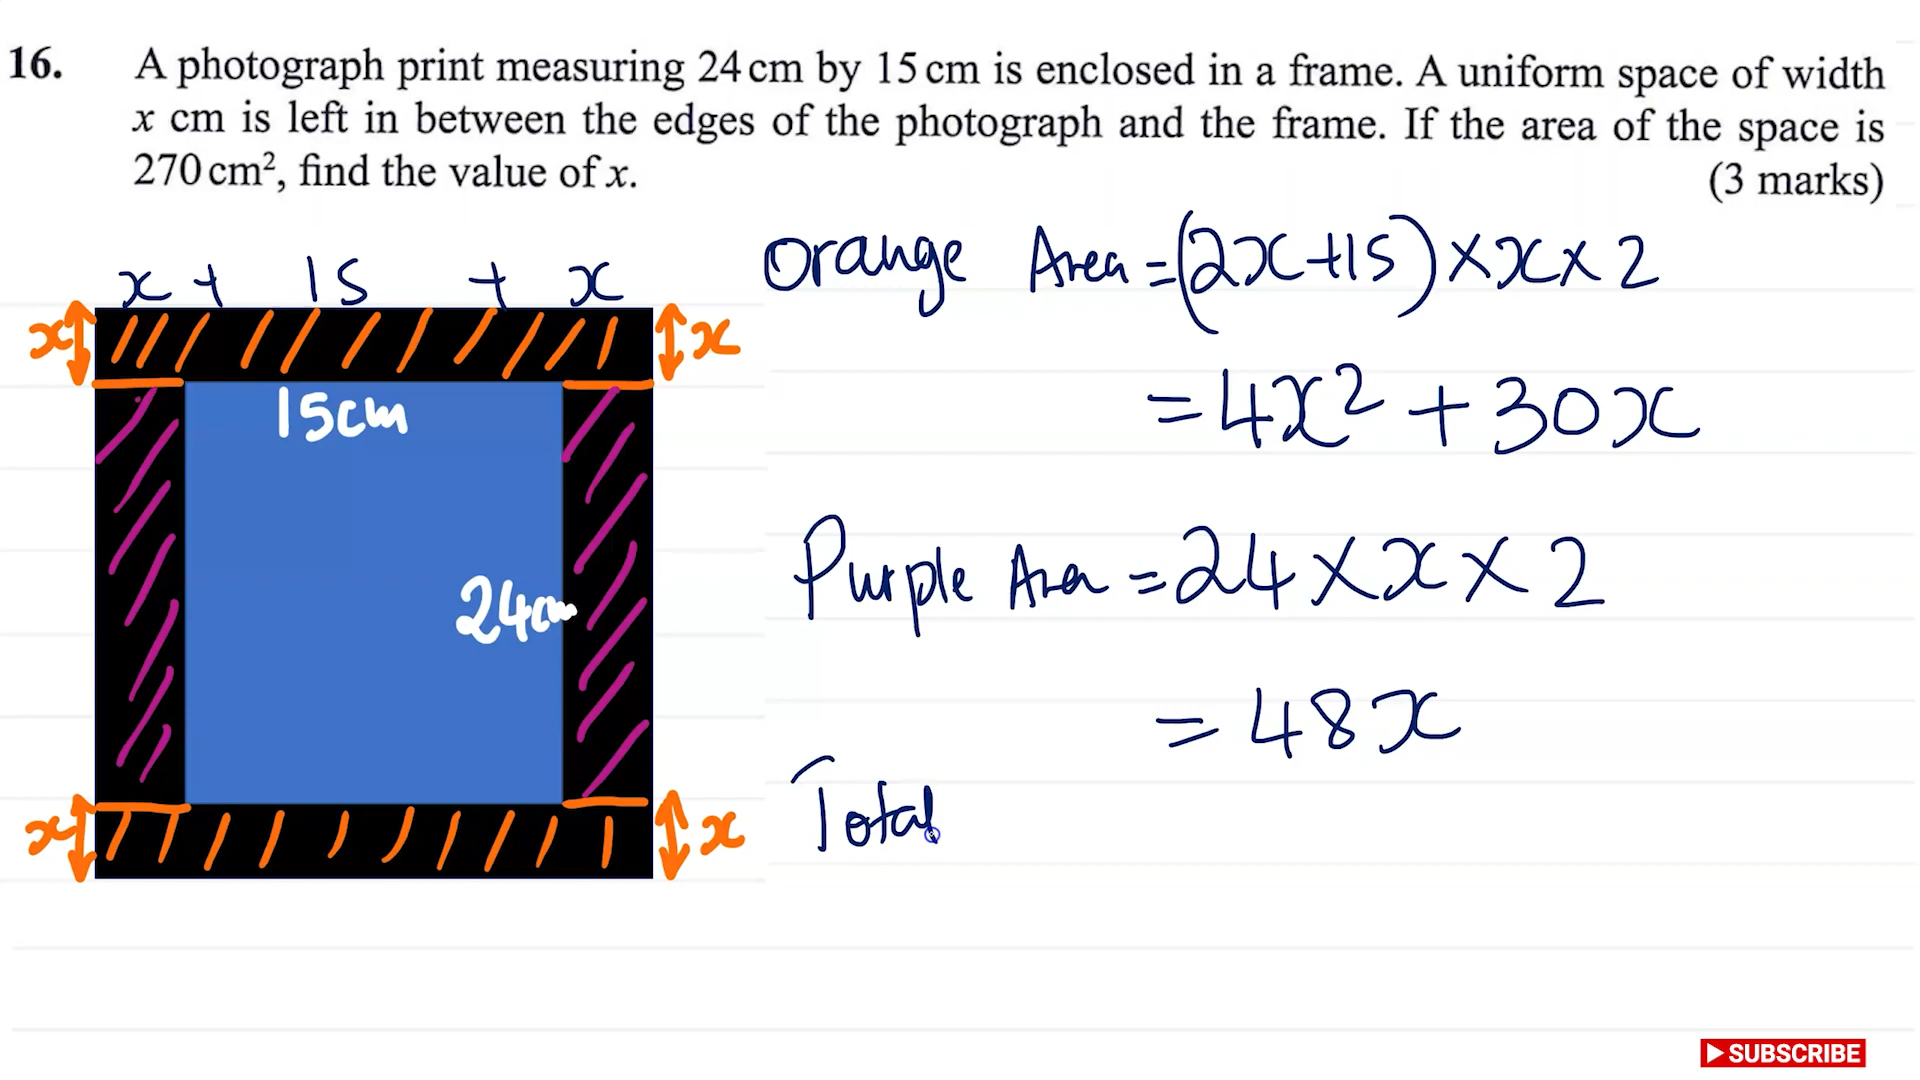 16. A photograph print measuring 24 cm by 15 cm is enclosed in a frame. A uniform space of width
x cm is left in between the edges of the photograph and the frame. If the area of the space is
270 cm², find the value of x.
(3 marks)
x + 15 + x
x
x
15cm
24cm
x
x
Orange Area = (2x+15) × x × 2
= 4x² + 30x
Purple Area = 24 × x × 2
= 48x
Total
SUBSCRIBE